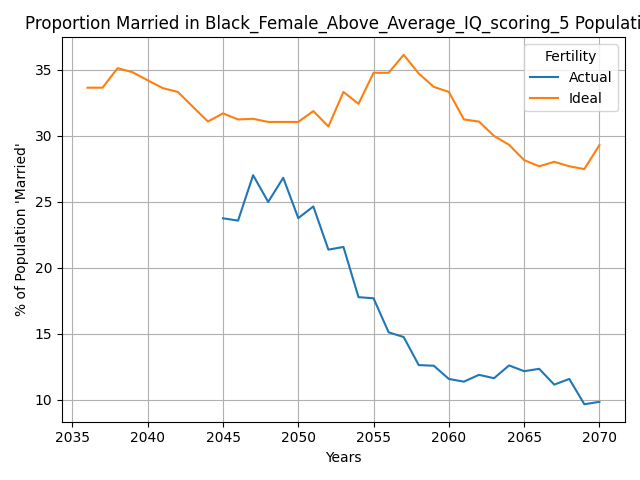 Proportion Married in Black_Female_Above_Average_IQ_scoring_5 Populati
Fertility
Actual
Ideal
35
30
25
20
15
10
% of Population 'Married'
2035 2040 2045 2050 2055 2060 2065 2070
Years